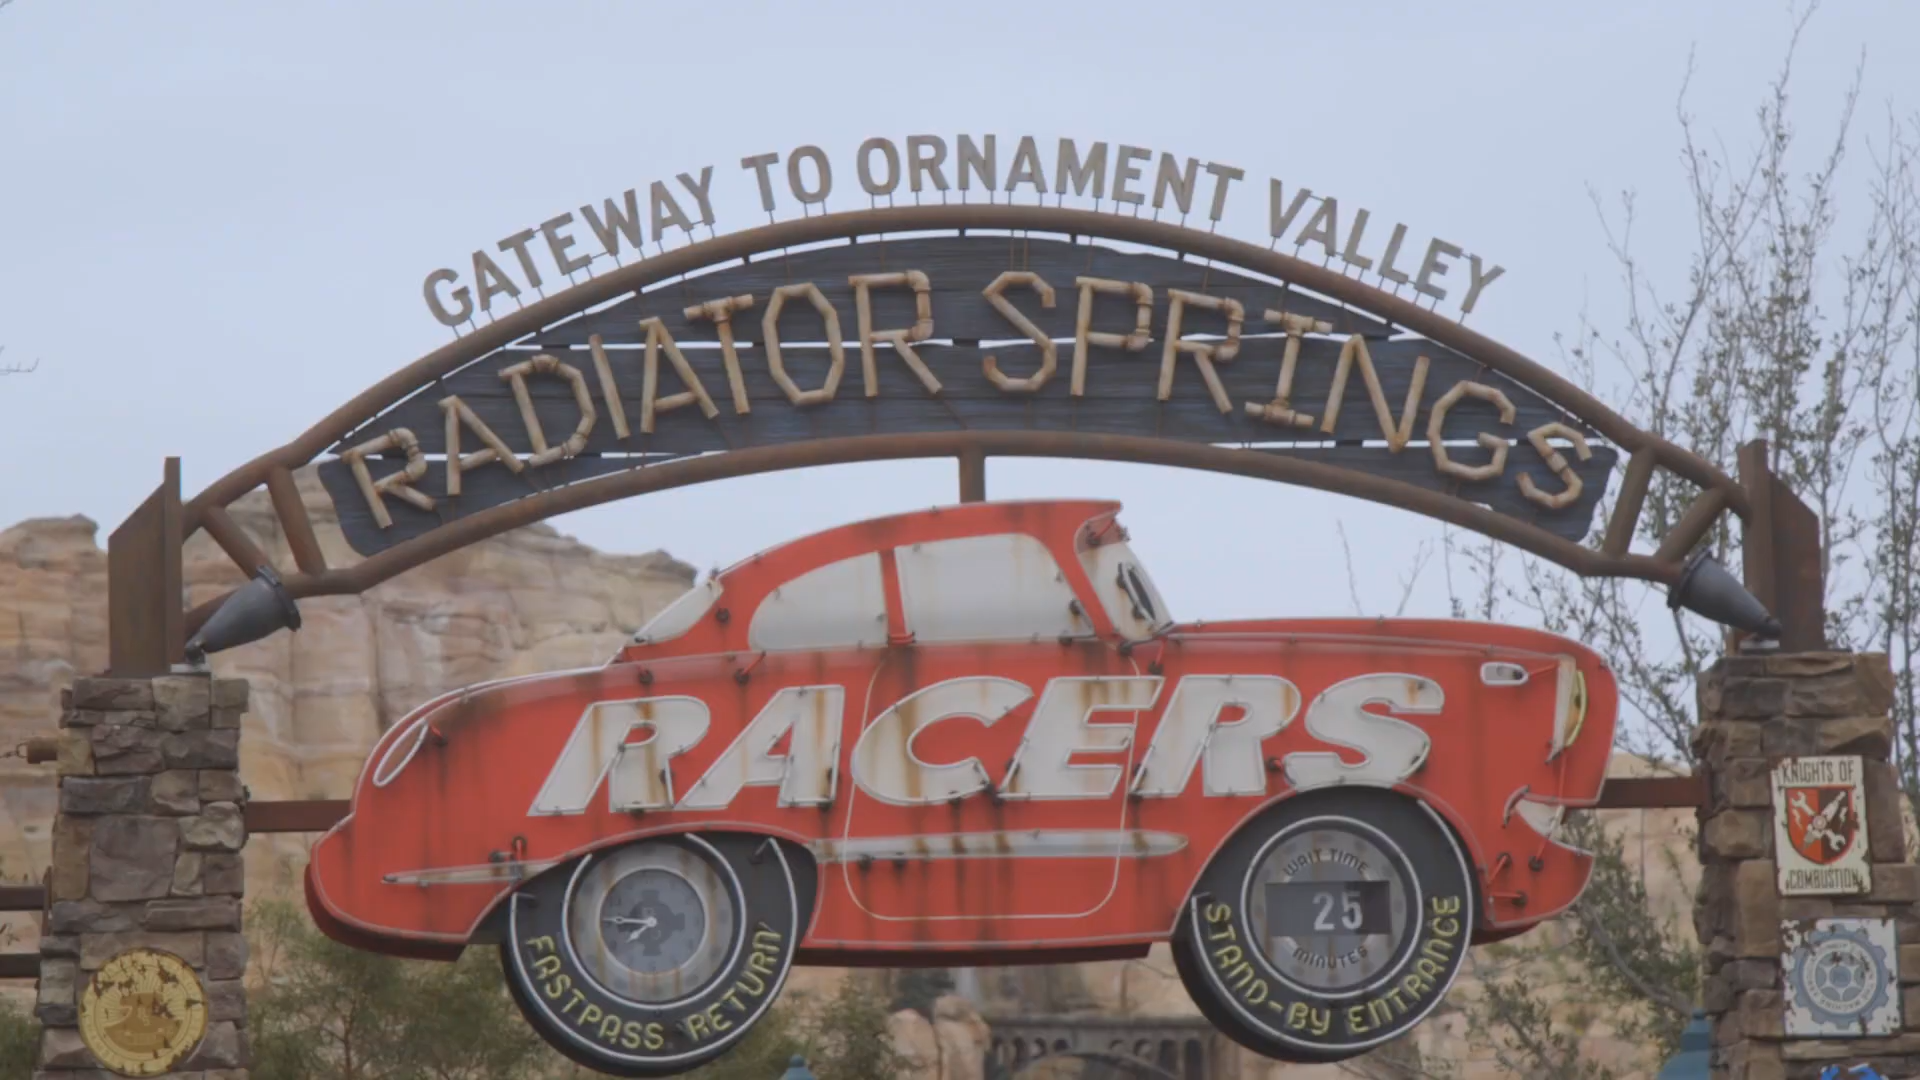 GATEWAY TO ORNAMENT VALLEY
RADIATOR SPRINGS
RACERS
WAIT TIME
25
MINUTES
FASTPASS RETURN
STAND-BY ENTRANCE
KNIGHTS OF
COMBUSTION